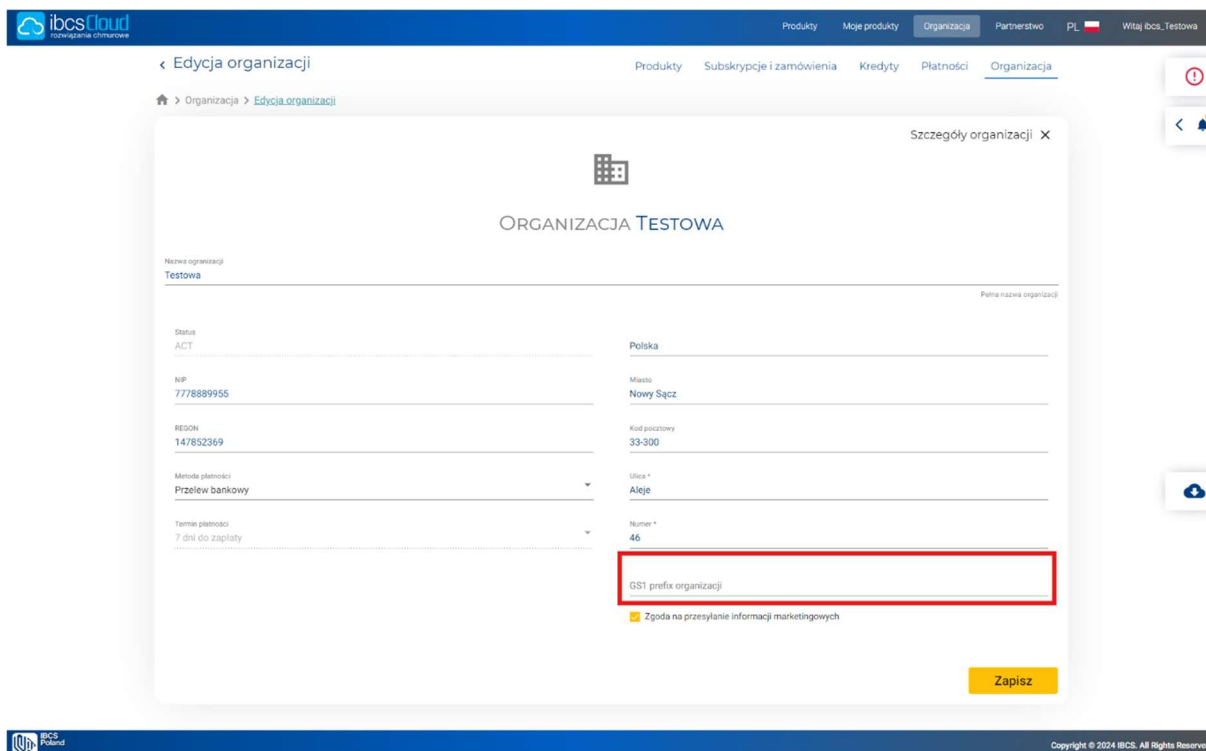 ibcsCloud
rozwiązania chmurowe
Produkty Moje produkty Organizacja Partnerstwo PL Witaj ibcs_Testowa
Edycja organizacji
Produkty Subskrypcje i zamówienia Kredyty Płatności Organizacja
Organizacja > Edycja organizacji
Szczegóły organizacji
ORGANIZACJA TESTOWA
Nazwa ogranizacji
Testowa
Pełna nazwa organizacji
Status
ACT
Polska
NIP
7778889955
Miasto
Nowy Sącz
REGON
147852369
Kod pocztowy
33-300
Metoda płatności
Przelew bankowy
Ulica *
Aleje
Termin płatności
7 dni do zapłaty
Numer *
46
GS1 prefix organizacji
Zgoda na przesyłanie informacji marketingowych
Zapisz
IBCS
Poland
Copyright © 2024 IBCS. All Rights Reserve